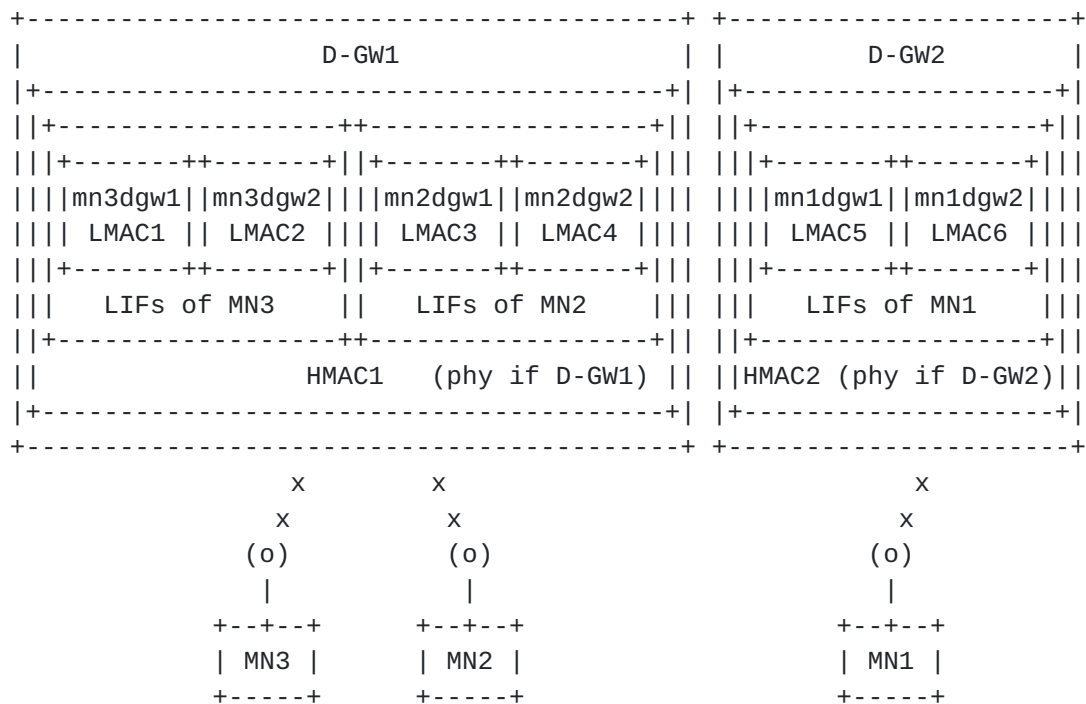 D-GW1 D-GW2
mn3dgw1 mn3dgw2 mn2dgw1 mn2dgw2 mn1dgw1 mn1dgw2
LMAC1 LMAC2 LMAC3 LMAC4 LMAC5 LMAC6
LIFs of MN3 LIFs of MN2 LIFs of MN1
HMAC1 (phy if D-GW1) HMAC2 (phy if D-GW2)
x x x
x x x
(o) (o) (o)
MN3 MN2 MN1